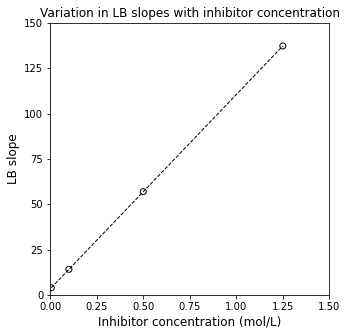 Variation in LB slopes with inhibitor concentration
150
125
100
75
50
25
0
LB slope
0.00 0.25 0.50 0.75 1.00 1.25 1.50
Inhibitor concentration (mol/L)